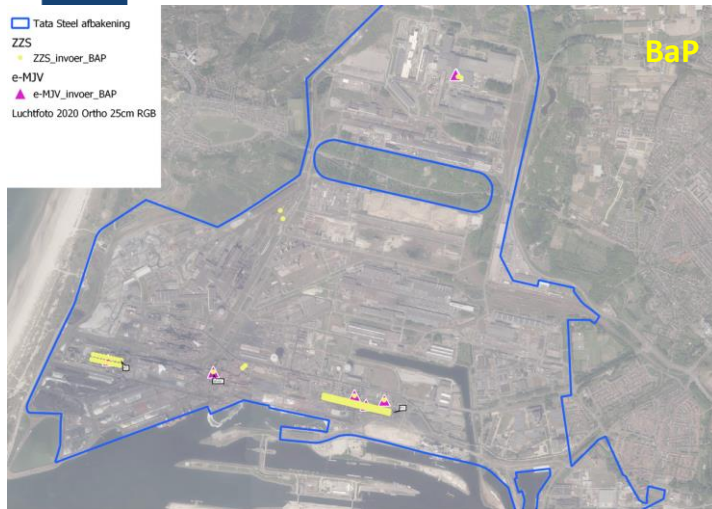 Tata Steel afbakening
ZZS
ZZS_invoer_BAP
e-MJV
e-MJV_invoer_BAP
Luchtfoto 2020 Ortho 25cm RGB
BaP